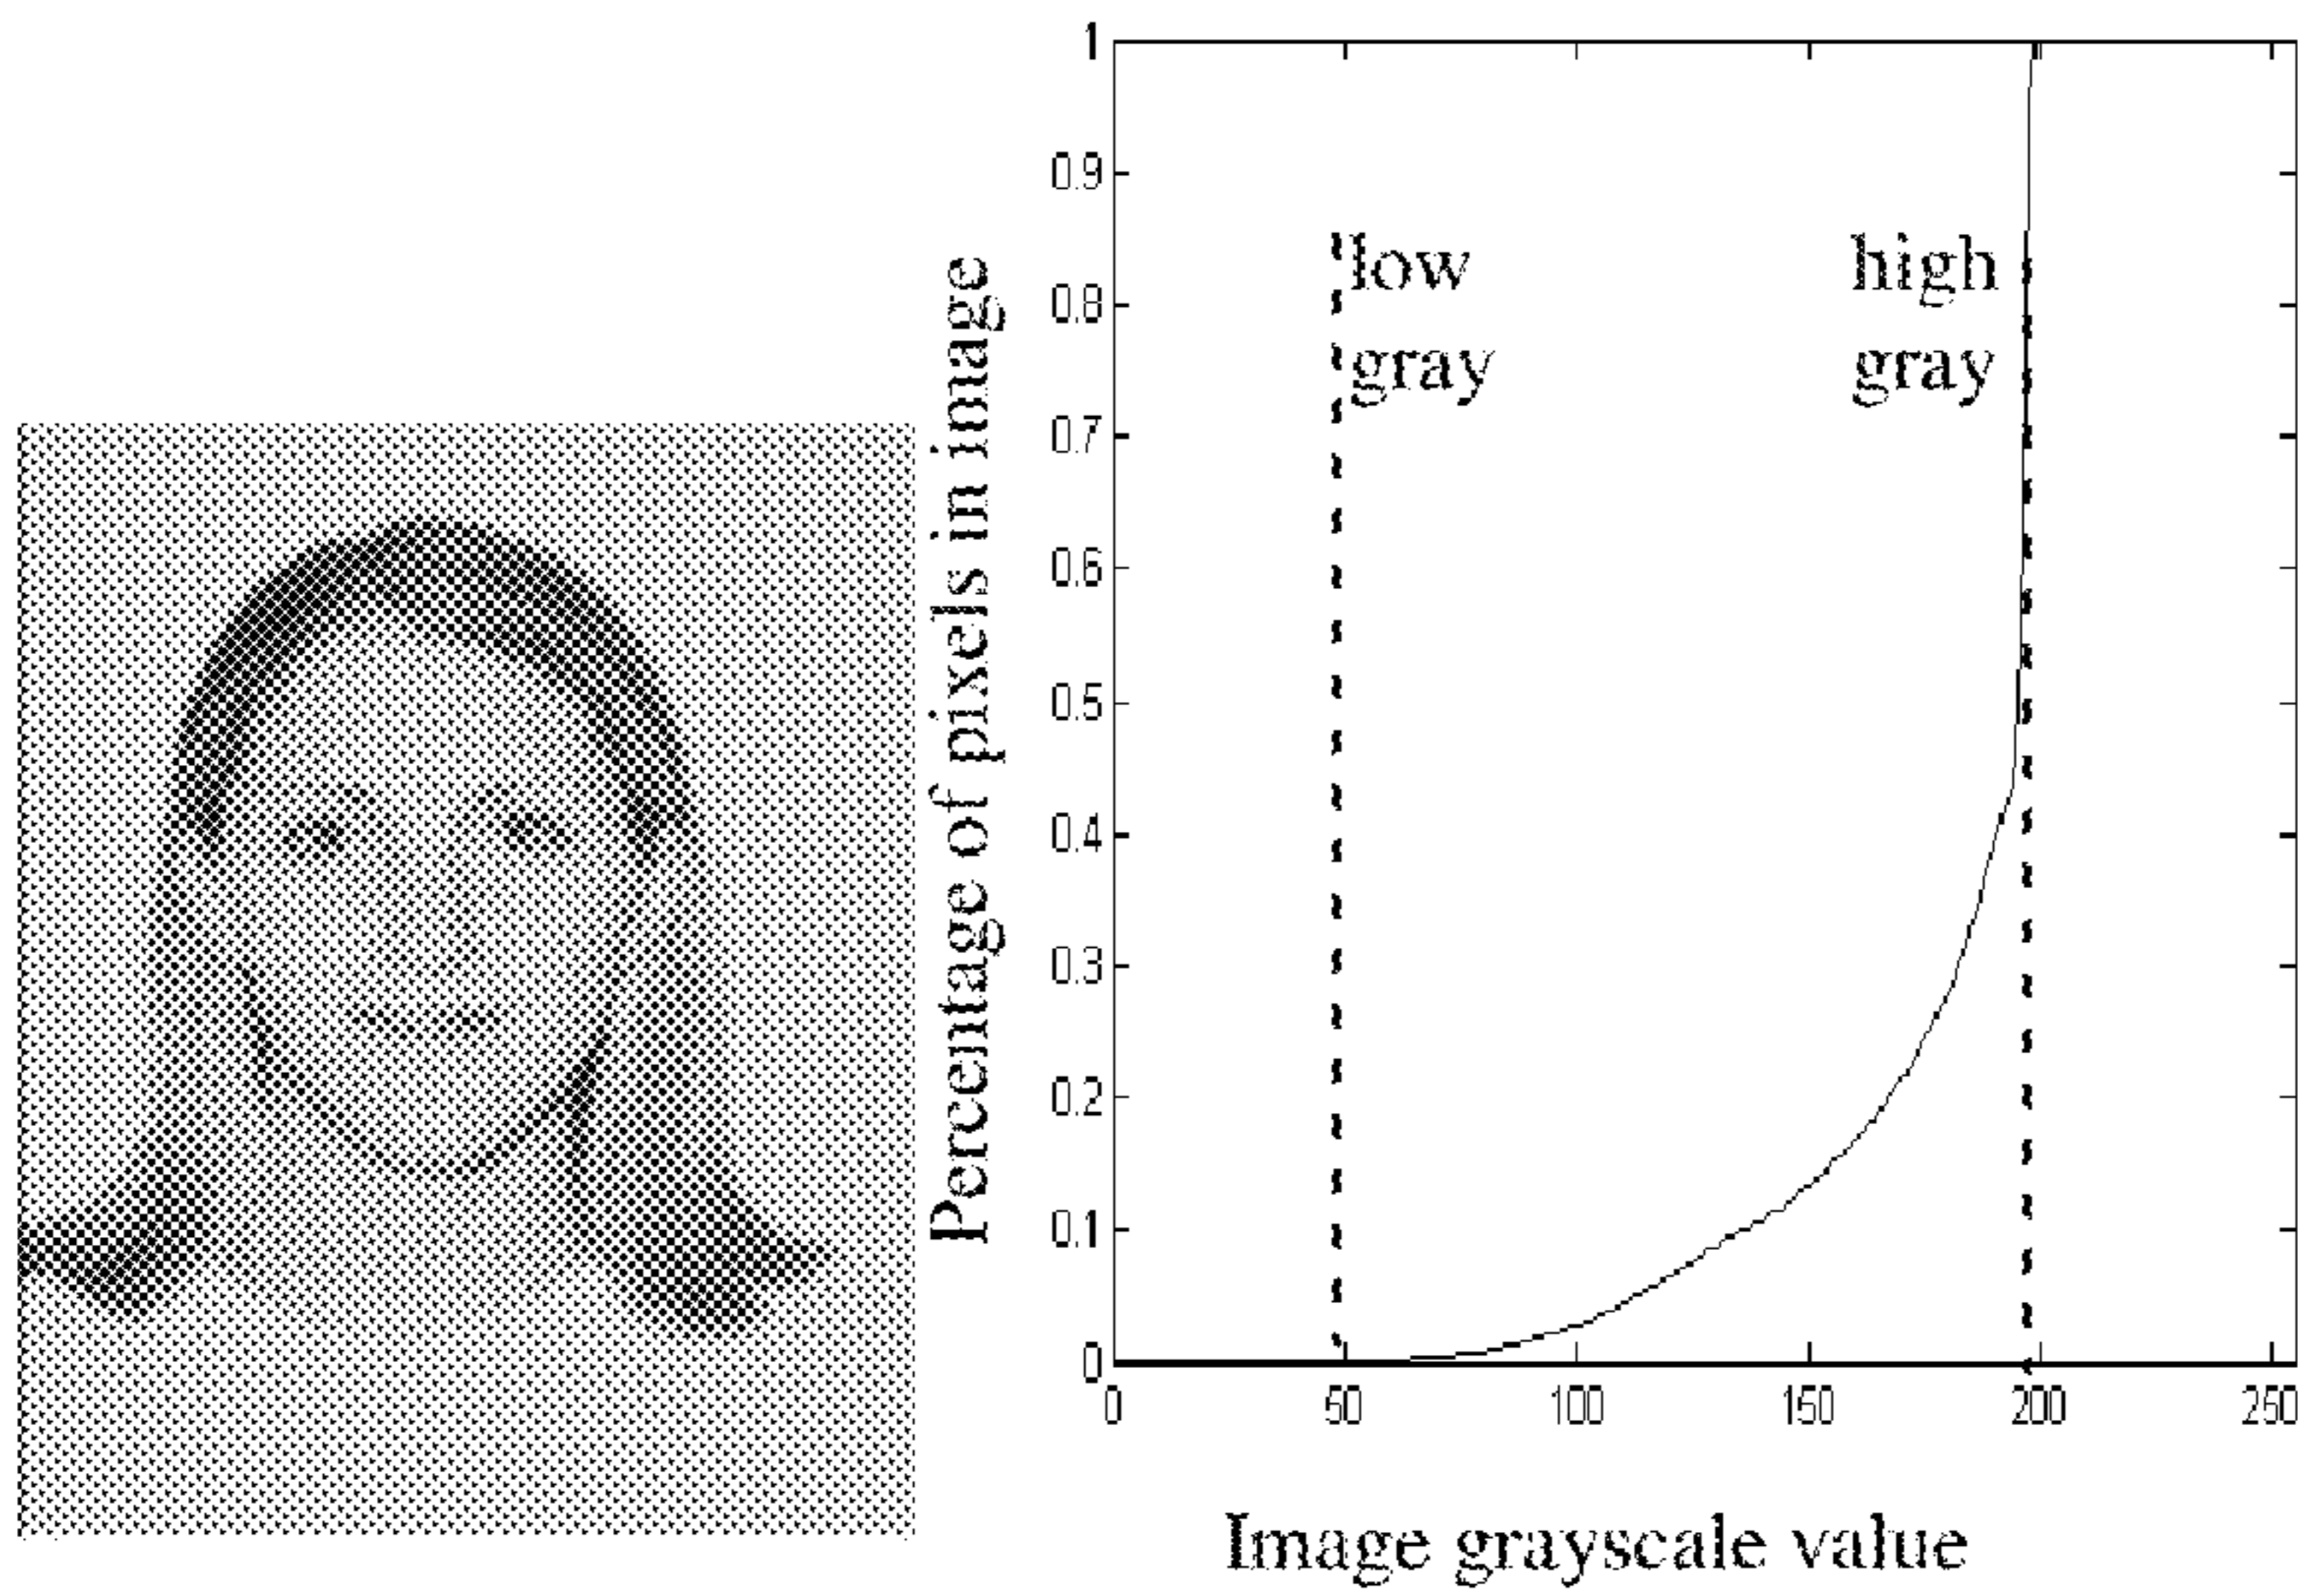 Percentage of pixels in image
1
0.9
0.8
0.7
0.6
0.5
0.4
0.3
0.2
0.1
0
low
gray
high
gray
0 50 100 150 200 250
Image grayscale value